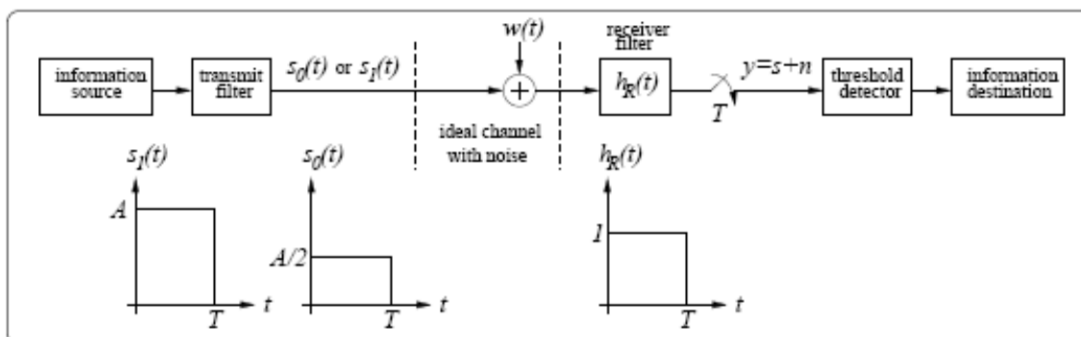 w(t)
receiver
filter
information
source
transmit
filter
s0(t) or s1(t)
+
hR(t)
T
y=s+n
threshold
detector
information
destination
ideal channel
with noise
s1(t)
A
T
t
s0(t)
A/2
T
t
hR(t)
1
T
t